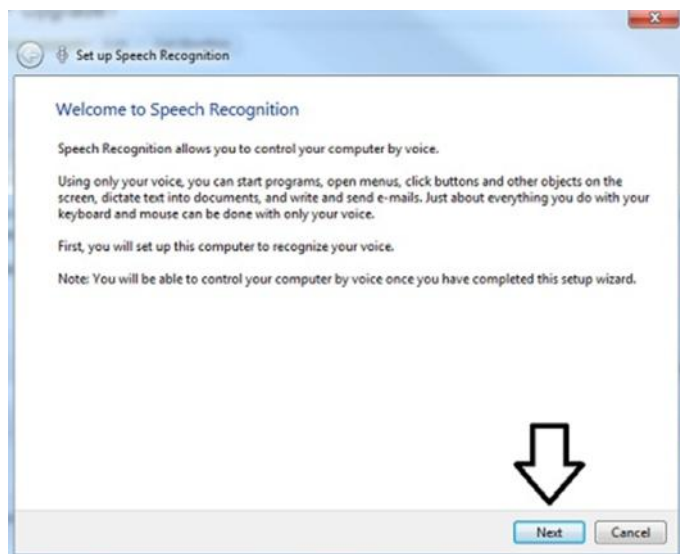 Set up Speech Recognition
Welcome to Speech Recognition
Speech Recognition allows you to control your computer by voice.
Using only your voice, you can start programs, open menus, click buttons and other objects on the
screen, dictate text into documents, and write and send e-mails. Just about everything you do with your
keyboard and mouse can be done with only your voice.
First, you will set up this computer to recognize your voice.
Note: You will be able to control your computer by voice once you have completed this setup wizard.
Next Cancel